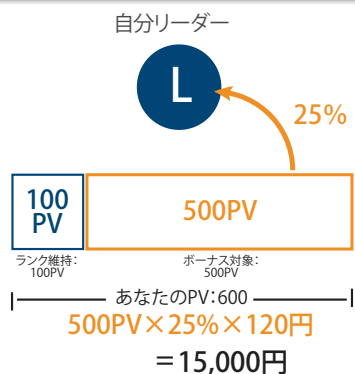 自分リーダー
L
25%
100
PV
500PV
ランク維持:
100PV
ボーナス対象:
500PV
あなたのPV:600
500PV×25%×120円
=15,000円